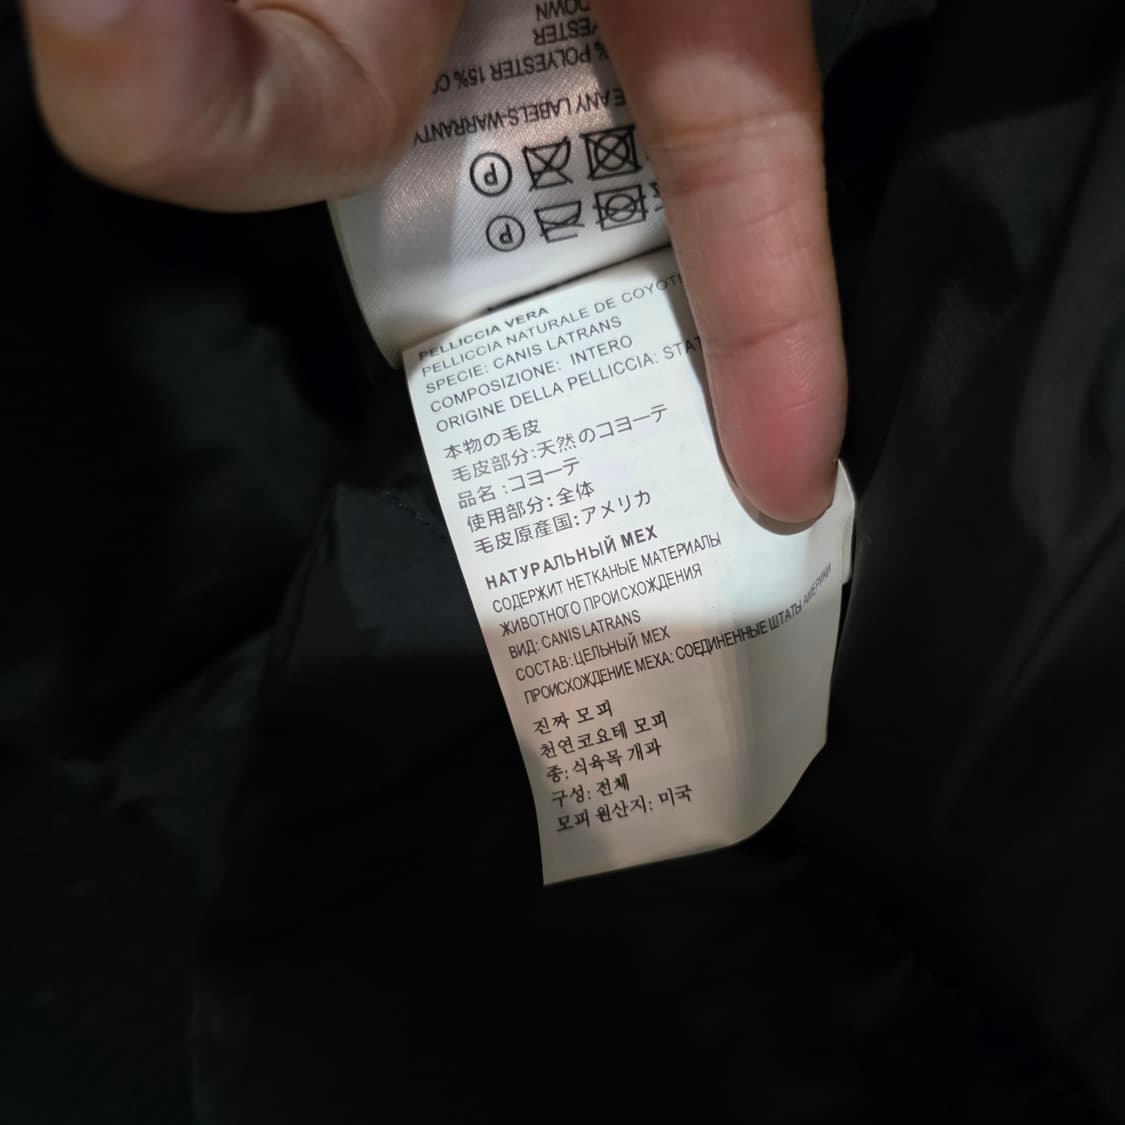 DOWN
YESTER
% POLYESTER 15% CO
EANY LABELS-WARRANTY
P
P
PELLICCIA VERA
PELLICCIA NATURALE DE COYOT
SPECIE: CANIS LATRANS
COMPOSIZIONE: INTERO
ORIGINE DELLA PELLICCIA: STAT
本物の毛皮
毛皮部分:天然のコヨーテ
品名:コヨーテ
使用部分:全体
毛皮原產国:アメリカ
НАТУРАЛЬНЫЙ МЕХ
СОДЕРЖИТ НЕТКАНЫЕ МАТЕРИАЛЫ
ЖИВОТНОГО ПРОИСХОЖДЕНИЯ
ВИД: CANIS LATRANS
СОСТАВ: ЦЕЛЬНЫЙ МЕХ
ПРОИСХОЖДЕНИЕ МЕХА: СОЕДИНЕННЫЕ ШТАТЫ АМЕРИКИ
진짜 모피
천연코요테 모피
종: 식육목 개과
구성: 전체
모피 원산지: 미국